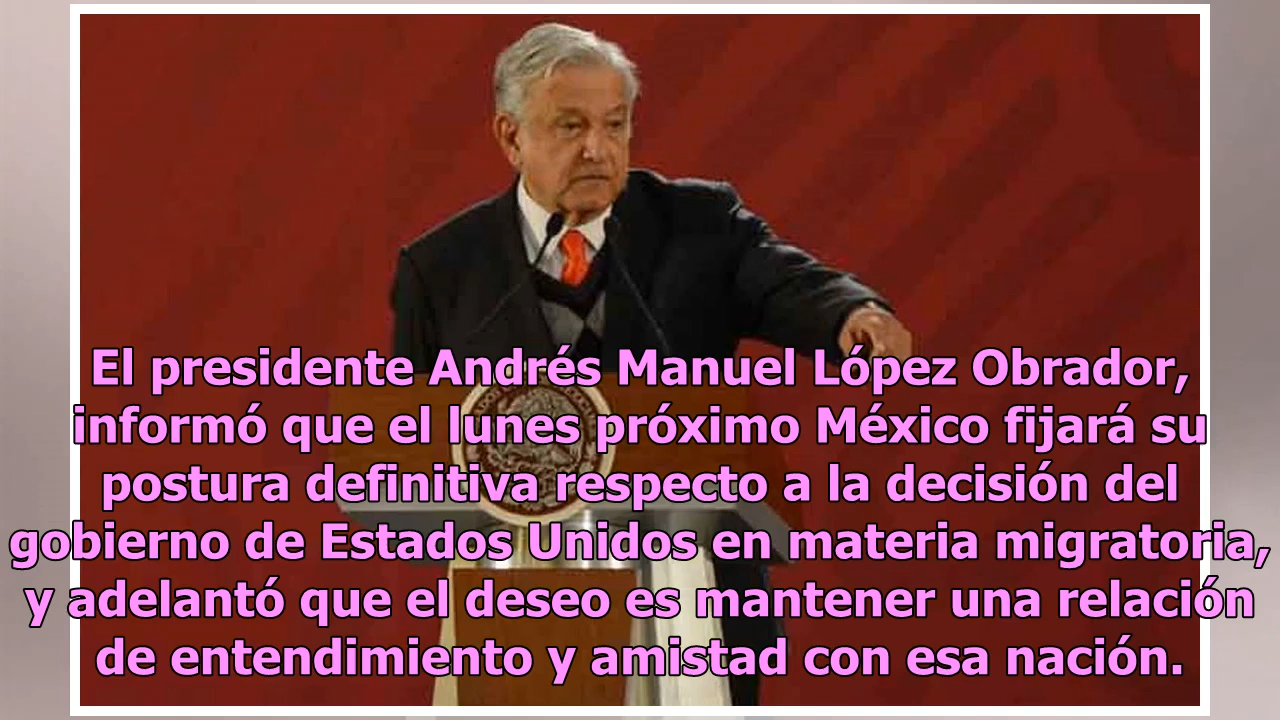 El presidente Andrés Manuel López Obrador,
informó que el lunes próximo México fijará su
postura definitiva respecto a la decisión del
gobierno de Estados Unidos en materia migratoria,
y adelantó que el deseo es mantener una relación
de entendimiento y amistad con esa nación.